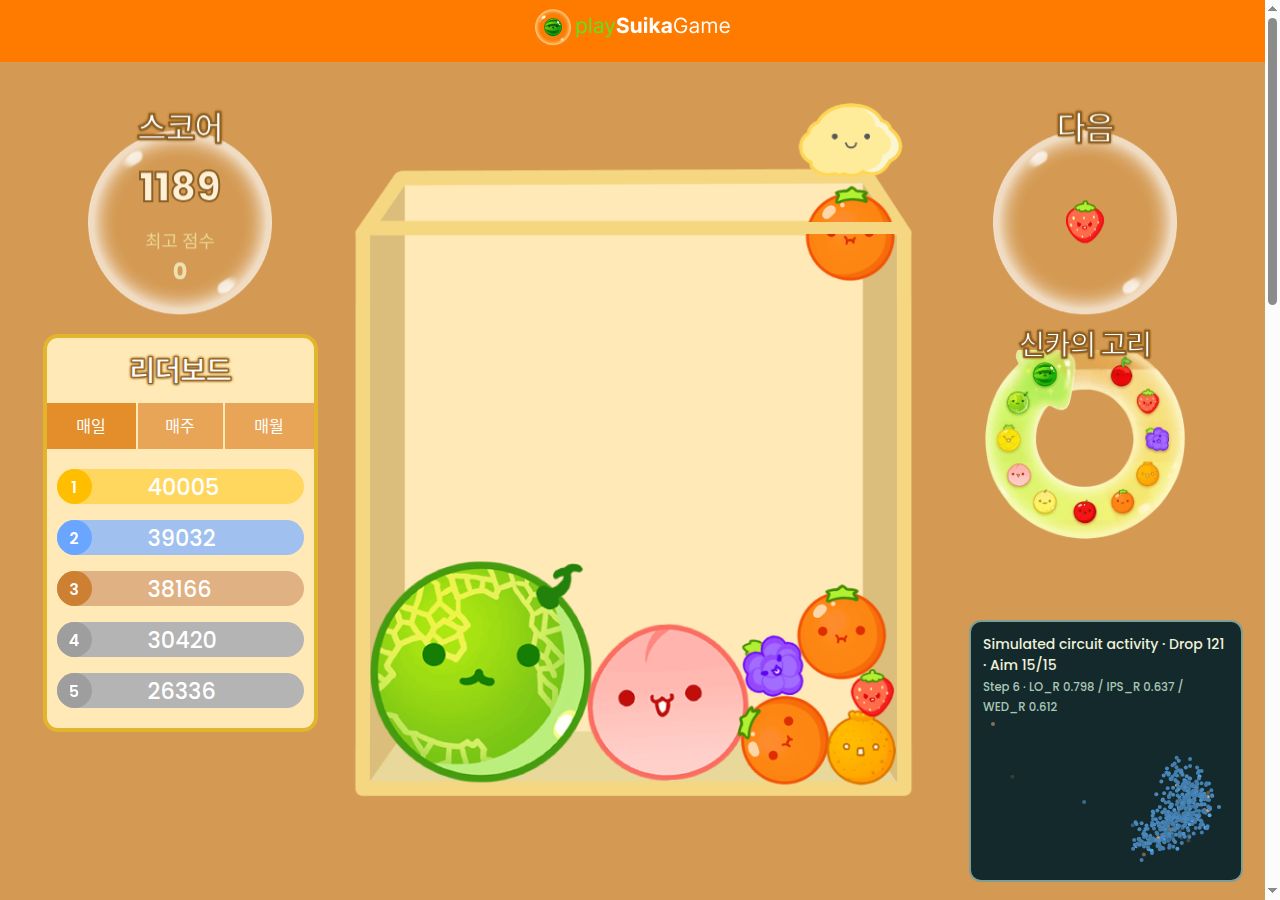 playSuikaGame
스코어
1189
최고 점수
0
다음
신카의 고리
리더보드
매일 매주 매월
1 40005
2 39032
3 38166
4 30420
5 26336
Simulated circuit activity · Drop 121
· Aim 15/15
Step 6 · LO_R 0.798 / IPS_R 0.637 /
WED_R 0.612